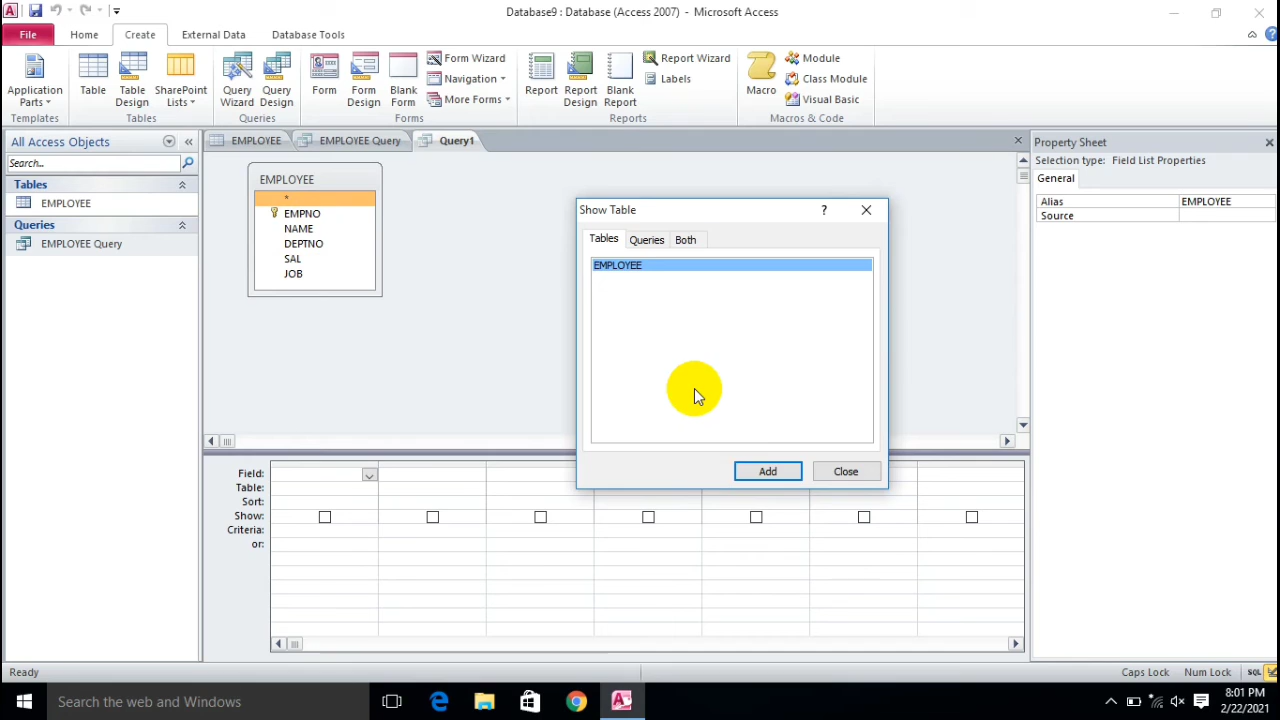 Database9 : Database (Access 2007) - Microsoft Access
File Home Create External Data Database Tools
Application Parts
Table
Table Design
SharePoint Lists
Query Wizard
Query Design
Form
Form Design
Blank Form
Form Wizard
Navigation
More Forms
Report
Report Design
Blank Report
Report Wizard
Labels
Macro
Module
Class Module
Visual Basic
Templates Tables Queries Forms Reports Macros & Code
All Access Objects
Search...
Tables
EMPLOYEE
Queries
EMPLOYEE Query
EMPLOYEE EMPLOYEE Query Query1
EMPLOYEE
*
EMPNO
NAME
DEPTNO
SAL
JOB
Show Table ?
Tables Queries Both
EMPLOYEE
Add Close
Field:
Table:
Sort:
Show:
Criteria:
or:
Property Sheet
Selection type: Field List Properties
General
Alias EMPLOYEE
Source
Ready Caps Lock Num Lock SQL
Search the web and Windows
8:01 PM
2/22/2021